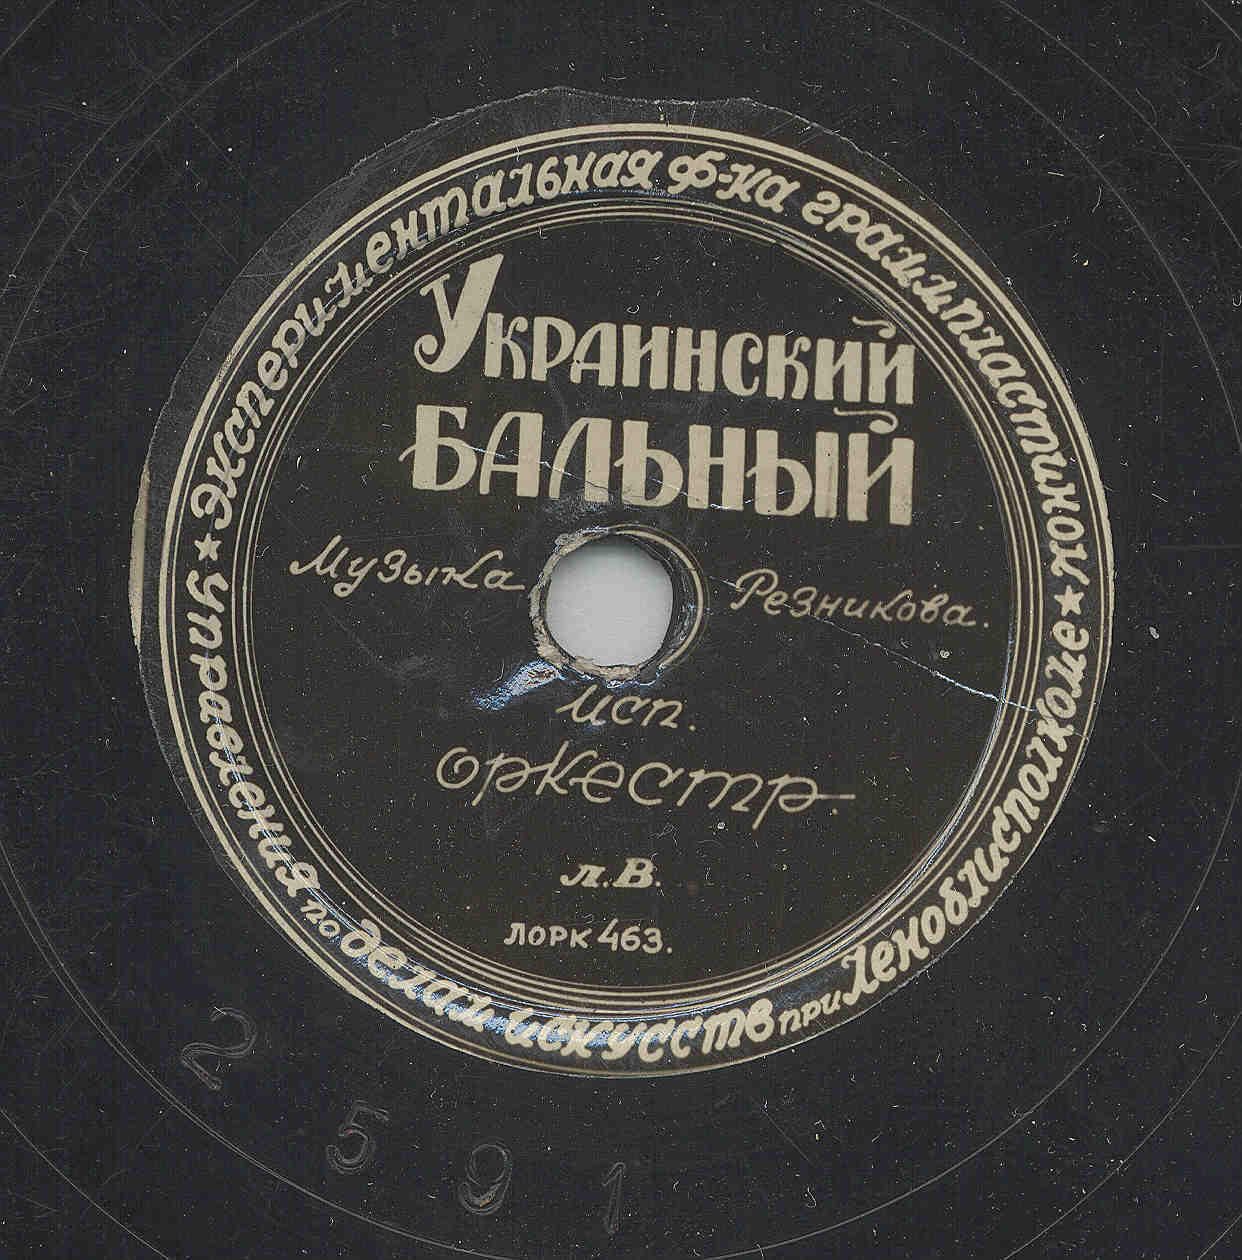 Экспериментальная ф-ка грампластинок
★ Управления по делам искусств при Леноблисполкоме ★
Украинский
БАЛЬНЫЙ
Музыка Резникова.
исп.
оркестр.
л.В.
ЛОРК 463.
2591